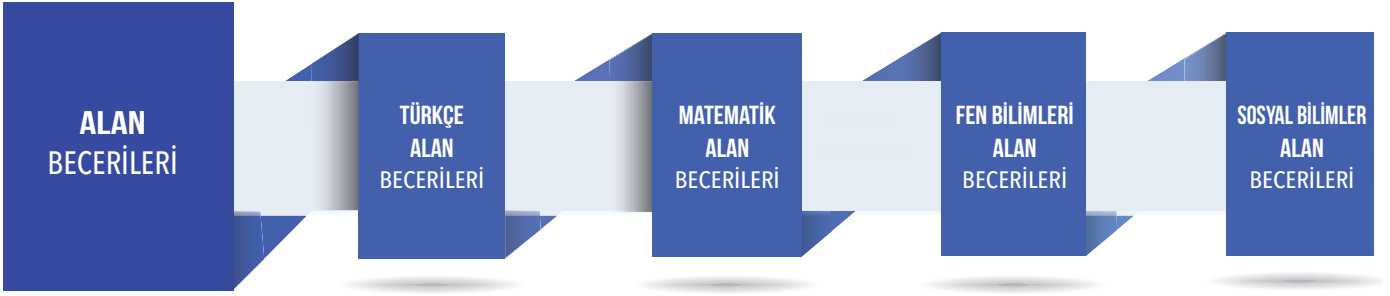 ALAN
BECERİLERİ
TÜRKÇE
ALAN
BECERİLERİ
MATEMATİK
ALAN
BECERİLERİ
FEN BİLİMLERİ
ALAN
BECERİLERİ
SOSYAL BİLİMLER
ALAN
BECERİLERİ